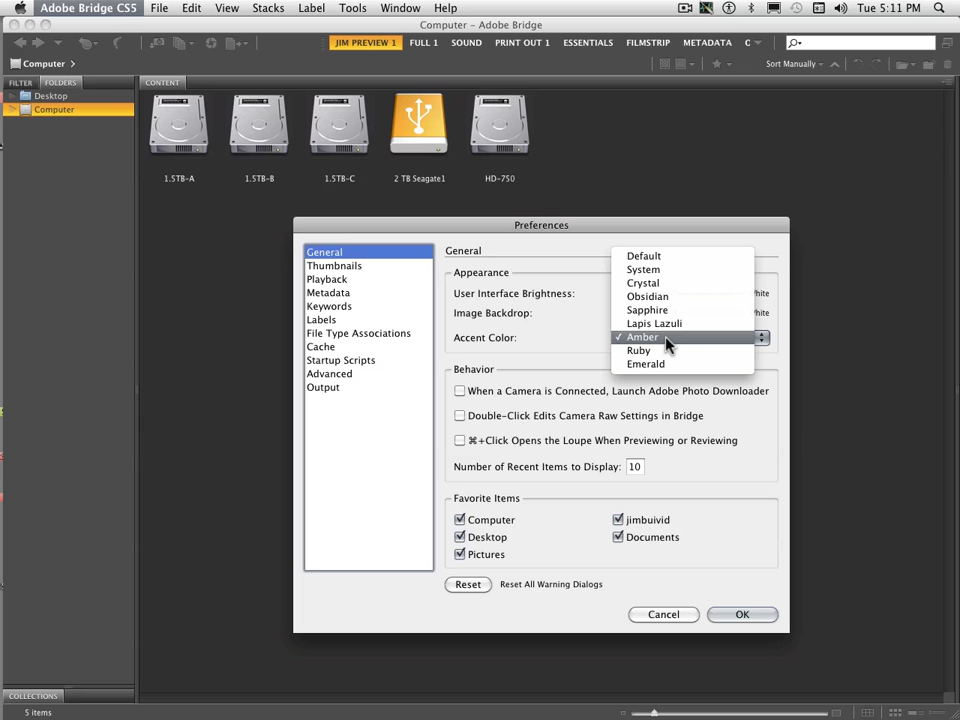 Adobe Bridge CS5 File Edit View Stacks Label Tools Window Help Tue 5:11 PM
Computer - Adobe Bridge
JIM PREVIEW 1 FULL 1 SOUND PRINT OUT 1 ESSENTIALS FILMSTRIP METADATA C
Computer
Sort Manually
FILTER FOLDERS CONTENT
Desktop
Computer
1.5TB-A 1.5TB-B 1.5TB-C 2 TB Seagate1 HD-750
Preferences
General
Thumbnails
Playback
Metadata
Keywords
Labels
File Type Associations
Cache
Startup Scripts
Advanced
Output
General
Appearance
User Interface Brightness:
Image Backdrop:
Accent Color:
Default
System
Crystal
Obsidian
Sapphire
Lapis Lazuli
✓ Amber
Ruby
Emerald
Behavior
When a Camera is Connected, Launch Adobe Photo Downloader
Double-Click Edits Camera Raw Settings in Bridge
⌘+Click Opens the Loupe When Previewing or Reviewing
Number of Recent Items to Display: 10
Favorite Items
Computer jimbuivid
Desktop Documents
Pictures
Reset Reset All Warning Dialogs
Cancel OK
COLLECTIONS
5 items